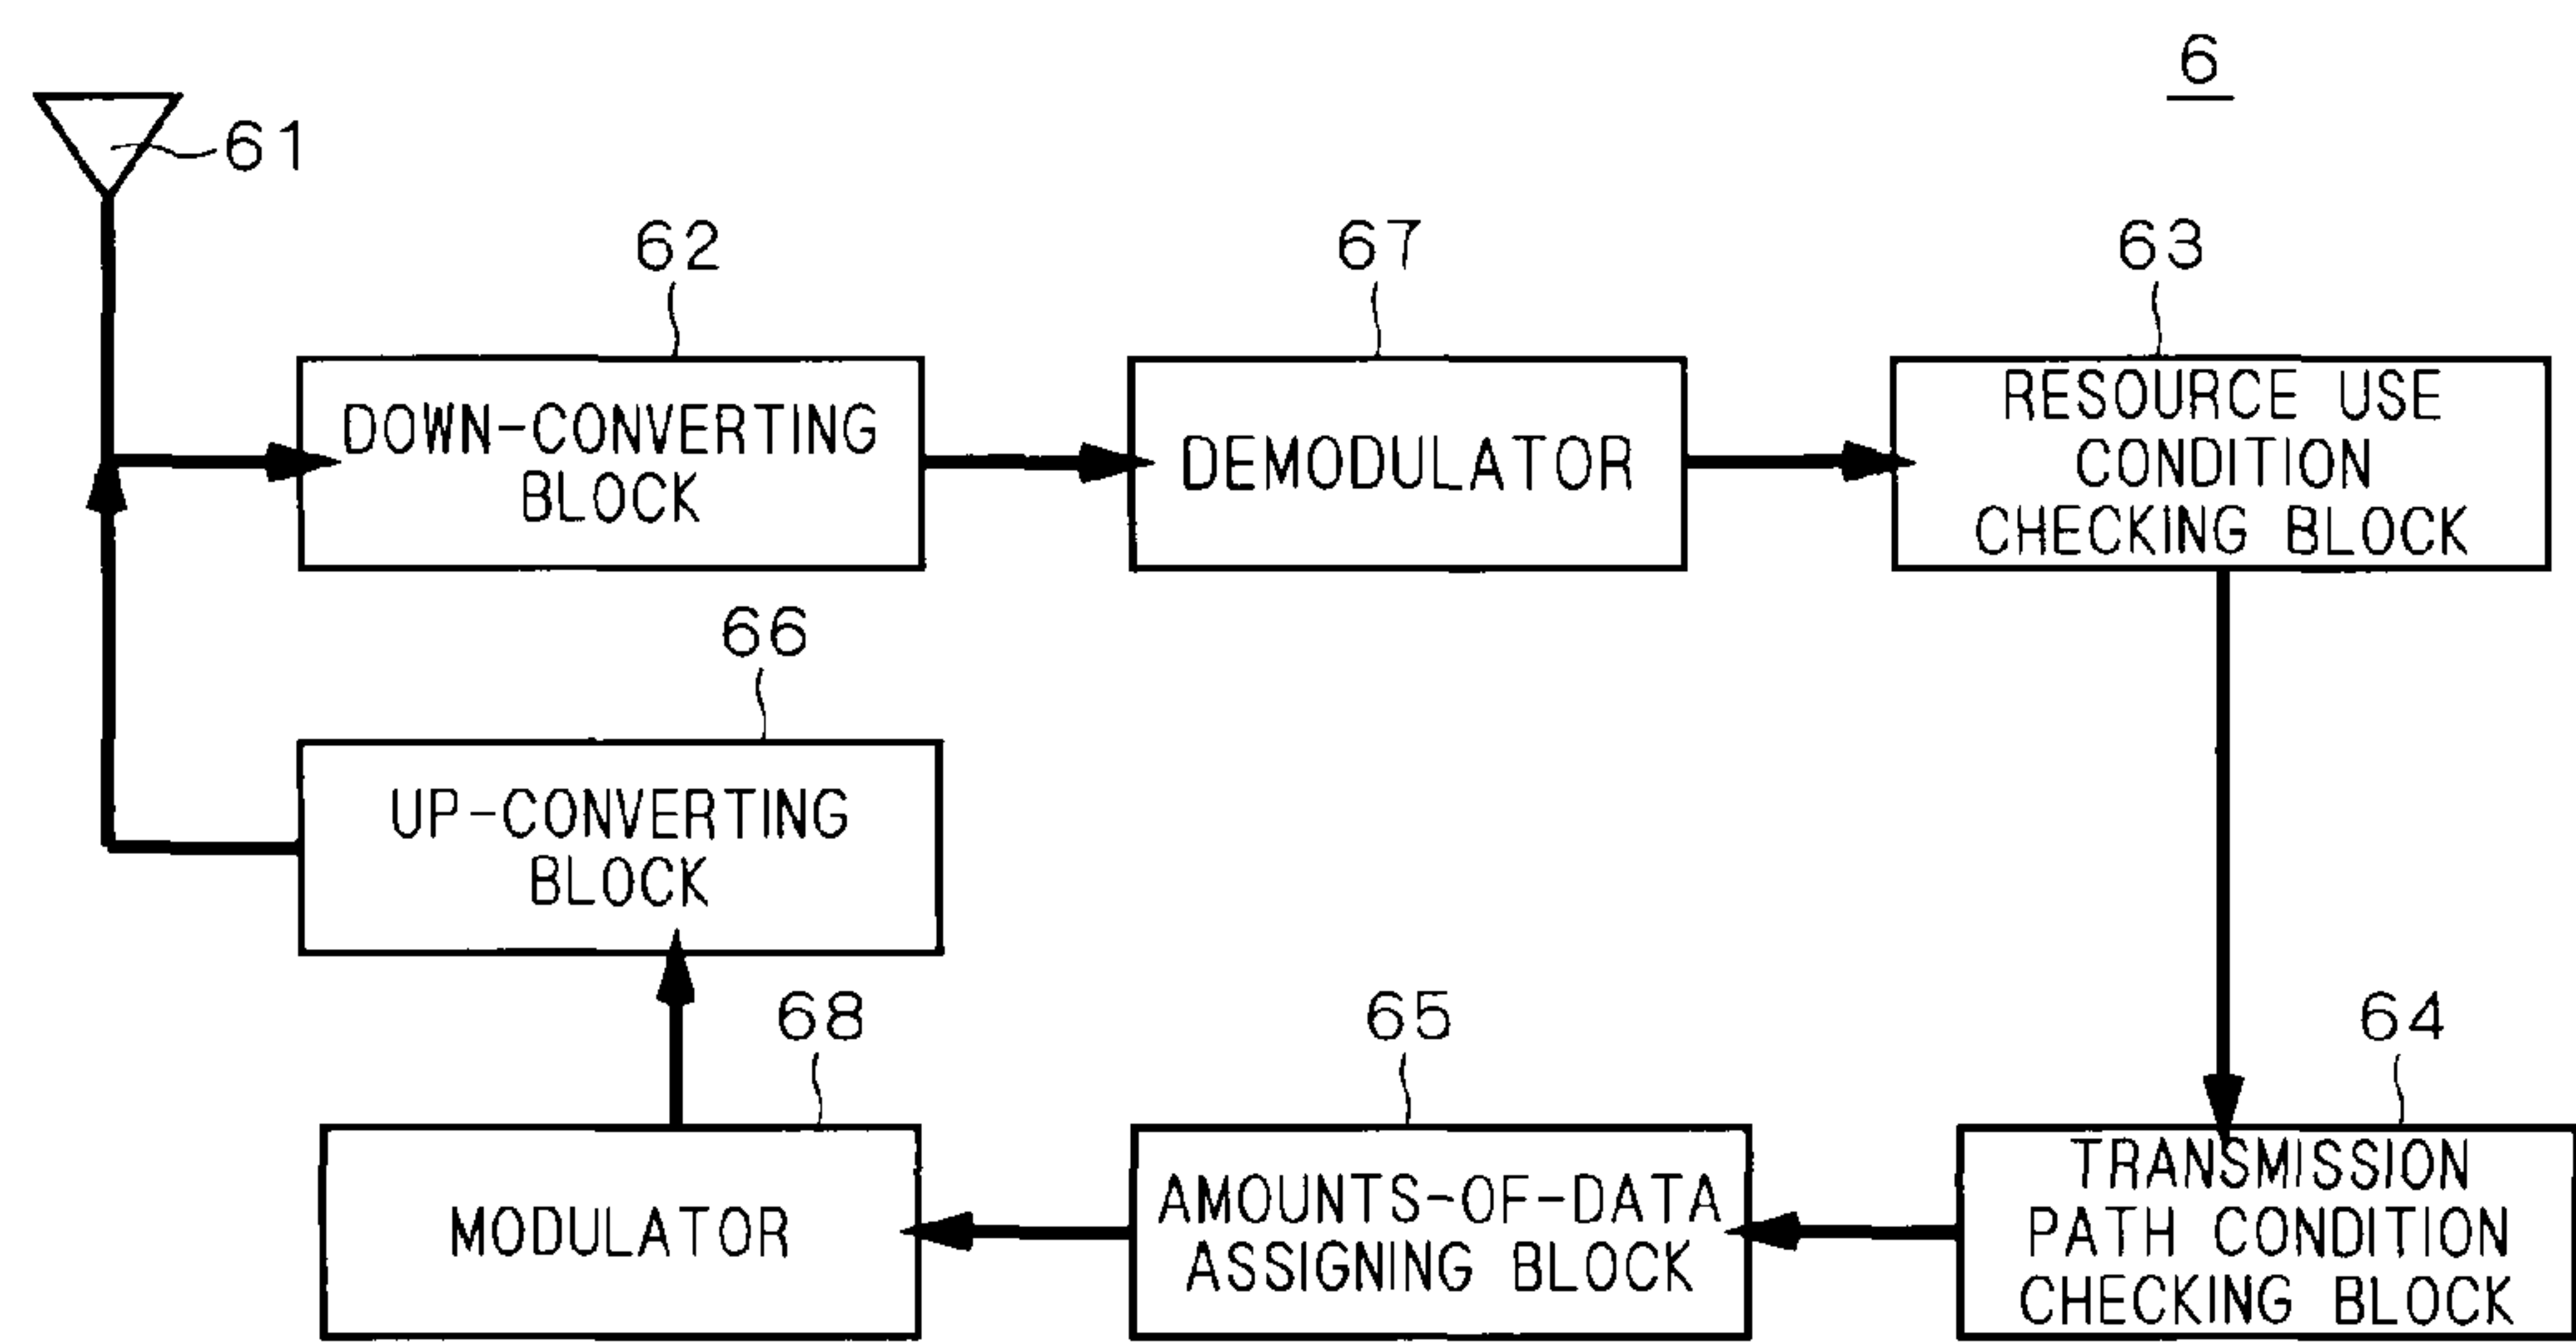 6
61
62
67
63
DOWN-CONVERTING
BLOCK
DEMODULATOR
RESOURCE USE
CONDITION
CHECKING BLOCK
66
UP-CONVERTING
BLOCK
68
65
64
MODULATOR
AMOUNTS-OF-DATA
ASSIGNING BLOCK
TRANSMISSION
PATH CONDITION
CHECKING BLOCK